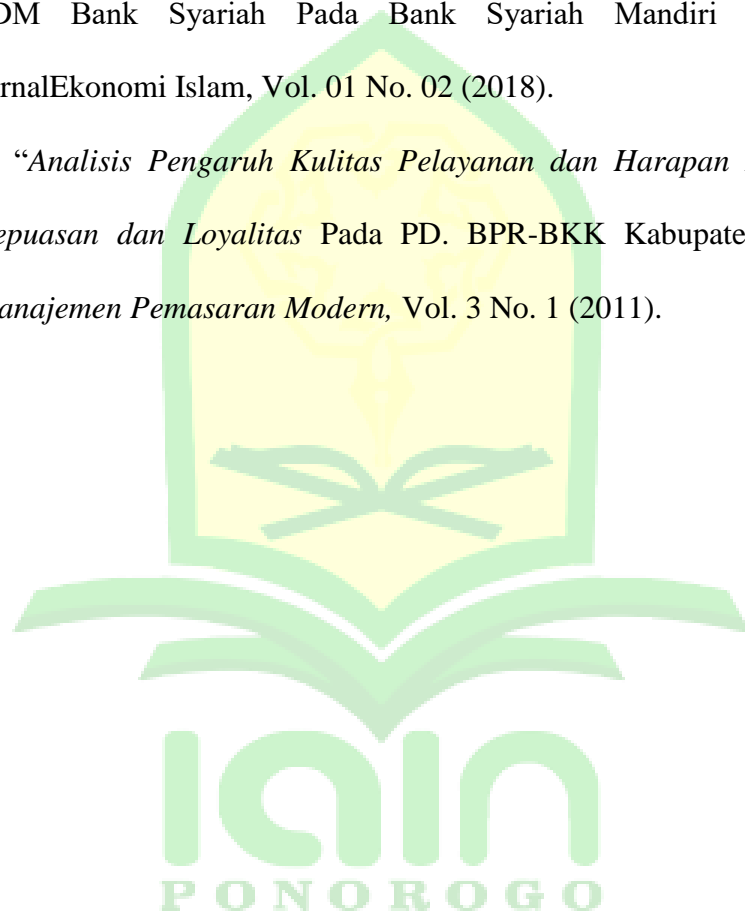 DM Bank Syariah Pada Bank Syariah Mandiri
rnalEkonomi Islam, Vol. 01 No. 02 (2018).
“Analisis Pengaruh Kulitas Pelayanan dan Harapan
epuasan dan Loyalitas Pada PD. BPR-BKK Kabupate
anajemen Pemasaran Modern, Vol. 3 No. 1 (2011).
iain
PONOROGO